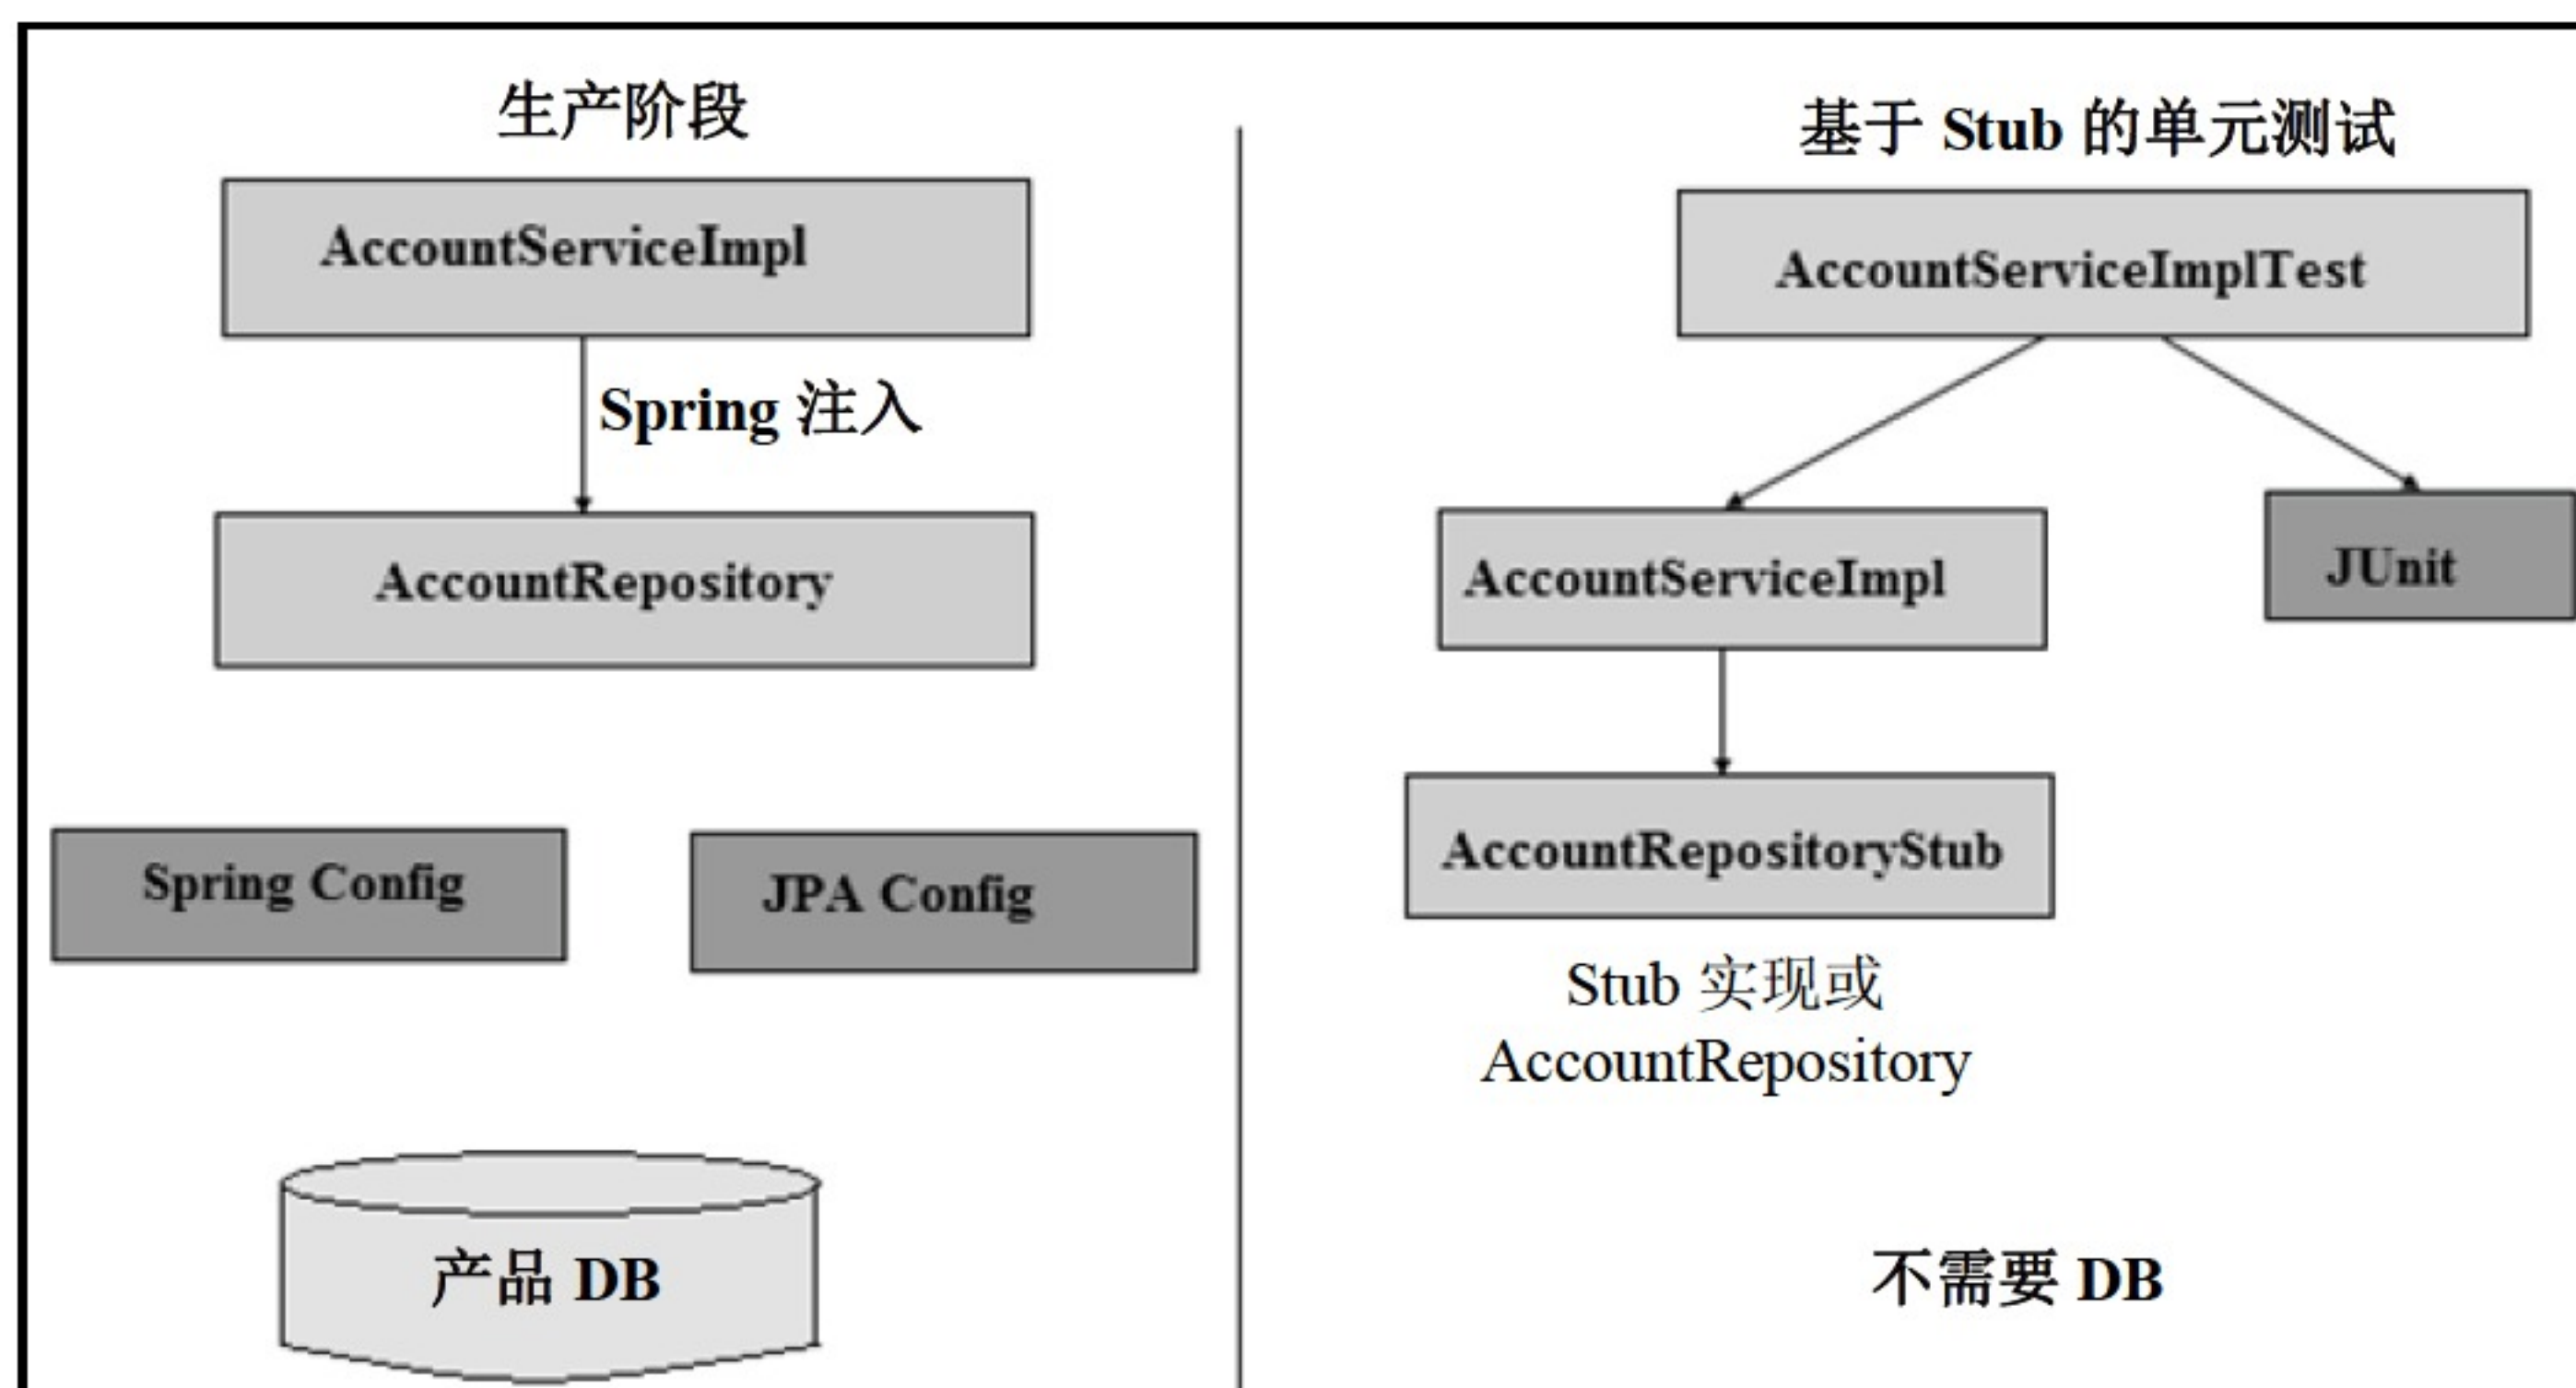 生产阶段
AccountServiceImpl
Spring 注入
AccountRepository
Spring Config
JPA Config
产品 DB
基于 Stub 的单元测试
AccountServiceImplTest
AccountServiceImpl
JUnit
AccountRepositoryStub
Stub 实现或
AccountRepository
不需要 DB